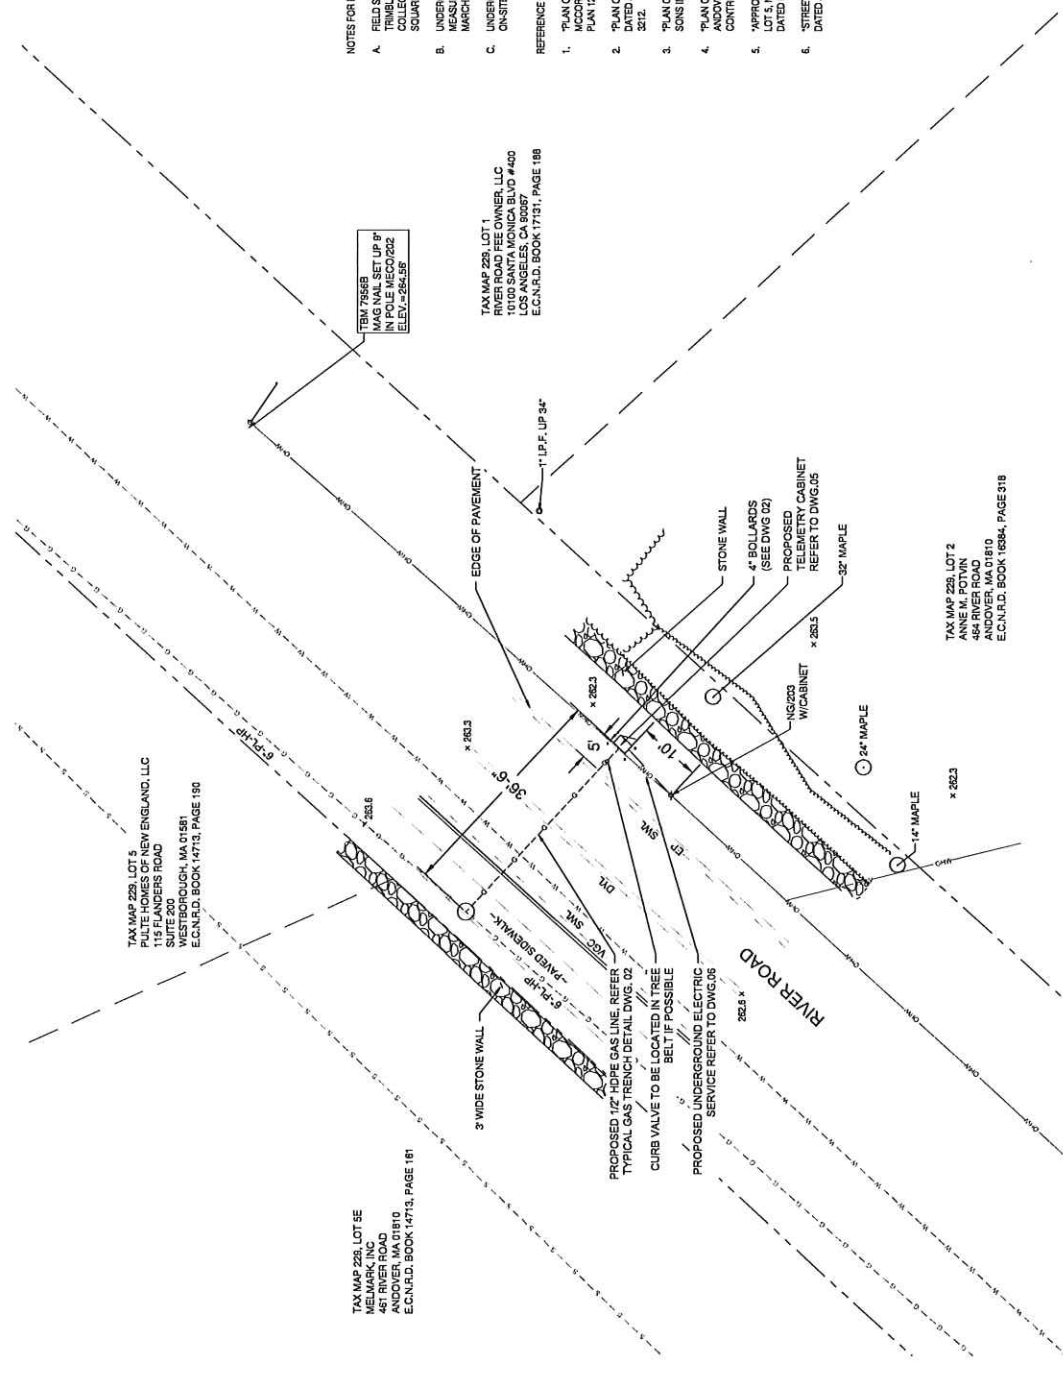 NOTES FOR
A. FIELD S
TRIMBL
COLLEC
SQUAR
B. UNDER
MEASU
MARCH
C. UNDER
ON-SITE
REFERENCE
1. "PLAN O
MCCOR
PLAN 12
2. "PLAN O
DATED
3212.
3. "PLAN O
SONS IN
4. "PLAN O
ANDOV
CONTR
5. "APPRO
LOT 5,
DATED
6. "STREE
DATED
TBM 7956B
MAG NAIL SET UP 9"
IN POLE MECO/202
ELEV.=264.56'
TAX MAP 229, LOT 1
RIVER ROAD FEE OWNER, LLC
10100 SANTA MONICA BLVD #400
LOS ANGELES, CA 90067
E.C.N.R.D. BOOK 17131, PAGE 188
1" I.P.F. UP 34"
EDGE OF PAVEMENT
STONE WALL
4" BOLLARDS
(SEE DWG 02)
PROPOSED
TELEMETRY CABINET
REFER TO DWG.05
32" MAPLE
× 263.5
NG/203
W/CABINET
24" MAPLE
14" MAPLE
× 262.3
TAX MAP 229, LOT 2
ANNE M. POTVIN
464 RIVER ROAD
ANDOVER, MA 01810
E.C.N.R.D. BOOK 16384, PAGE 318
TAX MAP 229, LOT 5
PULTE HOMES OF NEW ENGLAND, LLC
115 FLANDERS ROAD
SUITE 200
WESTBOROUGH, MA 01581
E.C.N.R.D. BOOK 14713, PAGE 190
6"-PL-HP
263.6
× 263.3
× 262.3
36'-6"
5'
10'
SWL
EP
DYL
SWL
VGC
~PAVED SIDEWALK~
6"-PL-HP
3' WIDE STONE WALL
PROPOSED 1/2" HDPE GAS LINE, REFER
TYPICAL GAS TRENCH DETAIL DWG. 02
CURB VALVE TO BE LOCATED IN TREE
BELT IF POSSIBLE
PROPOSED UNDERGROUND ELECTRIC
SERVICE REFER TO DWG.06
262.6 ×
RIVER ROAD
TAX MAP 229, LOT 5E
MELMARK, INC
461 RIVER ROAD
ANDOVER, MA 01810
E.C.N.R.D. BOOK 14713, PAGE 161